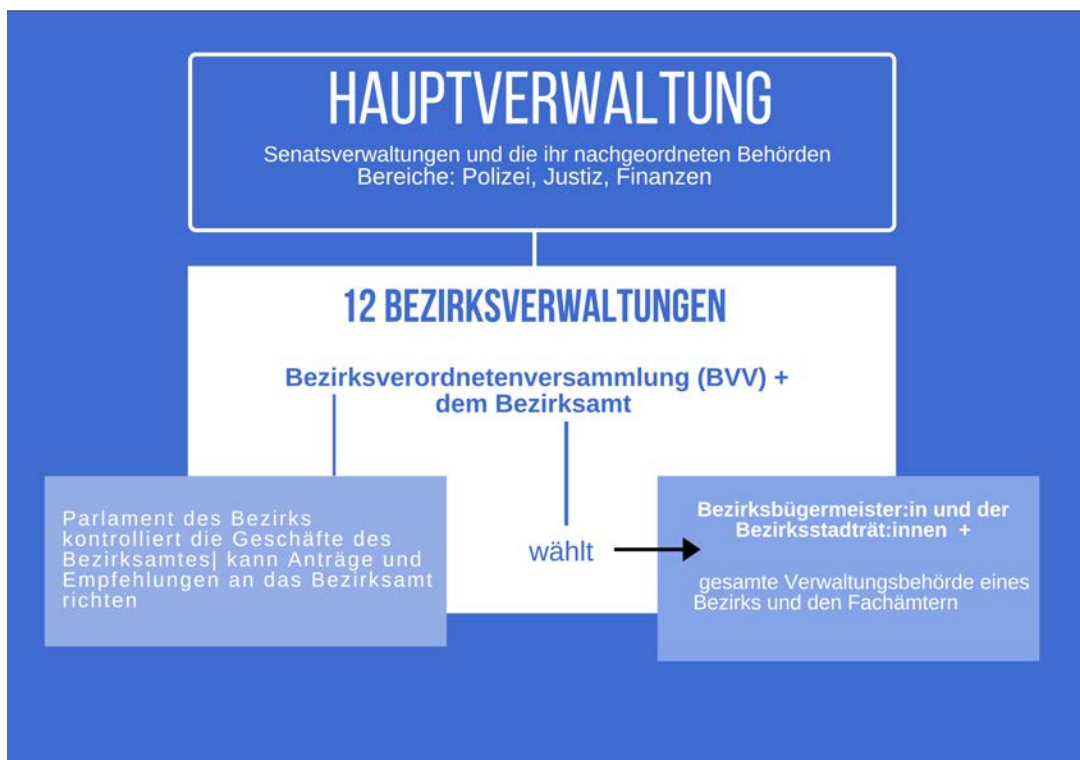 HAUPTVERWALTUNG
Senatsverwaltungen und die ihr nachgeordneten Behörden
Bereiche: Polizei, Justiz, Finanzen
12 BEZIRKSVERWALTUNGEN
Bezirksverordnetenversammlung (BVV) +
dem Bezirksamt
Parlament des Bezirks
kontrolliert die Geschäfte des
Bezirksamtes| kann Anträge und
Empfehlungen an das Bezirksamt
richten
wählt
Bezirksbügermeister:in und der
Bezirksstadträt:innen +
gesamte Verwaltungsbehörde eines
Bezirks und den Fachämtern